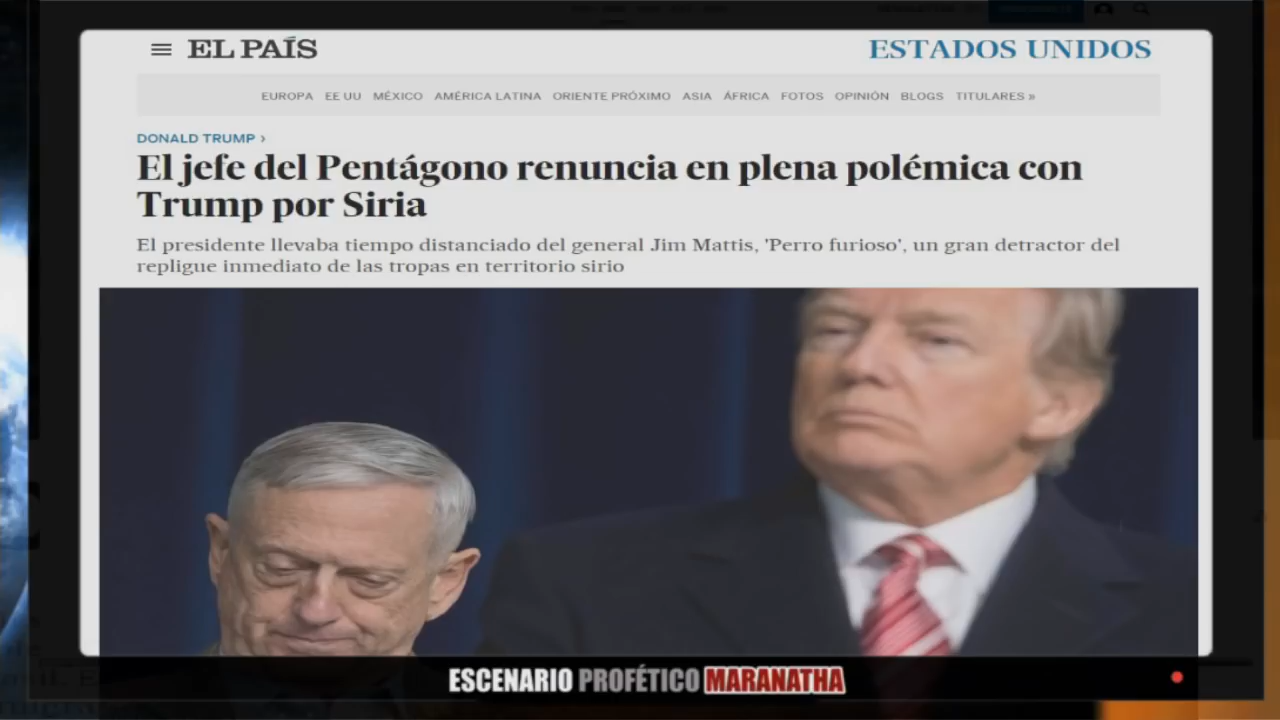 EL PAÍS
ESTADOS UNIDOS
EUROPA EE UU MÉXICO AMÉRICA LATINA ORIENTE PRÓXIMO ASIA ÁFRICA FOTOS OPINIÓN BLOGS TITULARES »
DONALD TRUMP ›
El jefe del Pentágono renuncia en plena polémica con
Trump por Siria
El presidente llevaba tiempo distanciado del general Jim Mattis, 'Perro furioso', un gran detractor del
repligue inmediato de las tropas en territorio sirio
ESCENARIO PROFÉTICO MARANATHA